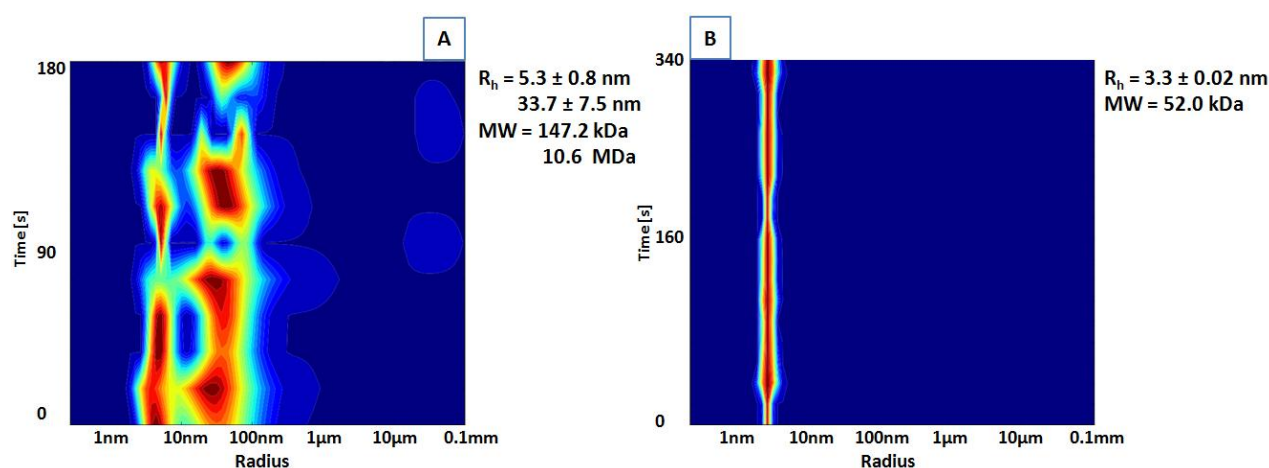 A
180
90
0
Time [s]
1nm 10nm 100nm 1µm 10µm 0.1mm
Radius
Rh = 5.3 ± 0.8 nm
33.7 ± 7.5 nm
MW = 147.2 kDa
10.6 MDa
B
340
160
0
Time [s]
1nm 10nm 100nm 1µm 10µm 0.1mm
Radius
Rh = 3.3 ± 0.02 nm
MW = 52.0 kDa